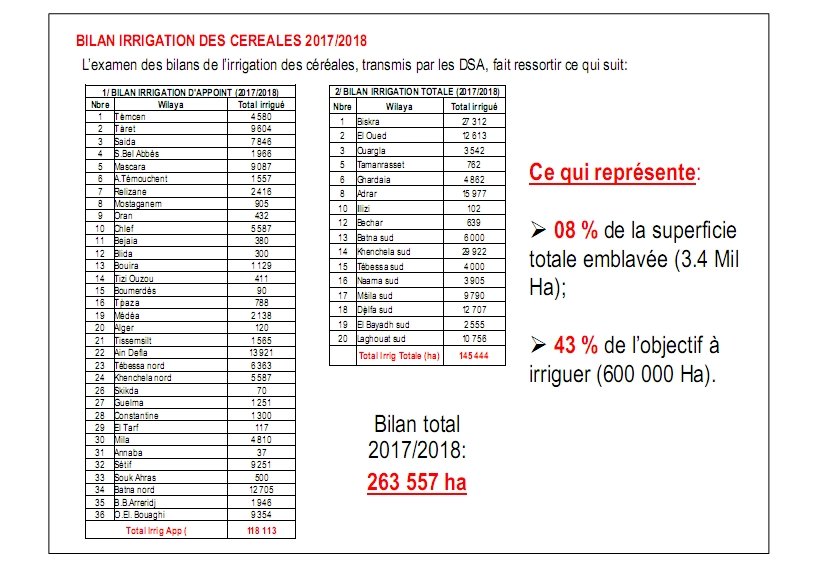 BILAN IRRIGATION DES CEREALES 2017/2018
L'examen des bilans de l'irrigation des céréales, transmis par les DSA, fait ressortir ce qui suit:
1/ BILAN IRRIGATION D'APPOINT (2017/2018)
Nbre Wilaya Total irrigué
1 Tlemcen 4 580
2 Tiaret 9 604
3 Saida 7 846
4 S.Bel Abbés 1 966
5 Mascara 9 087
6 A.Témouchent 1 557
7 Relizane 2 416
8 Mostaganem 905
9 Oran 432
10 Chlef 5 587
11 Bejaia 380
12 Blida 300
13 Bouira 1 129
14 Tizi Ouzou 411
15 Boumerdés 90
16 Tipaza 788
19 Médéa 2 138
20 Alger 120
21 Tissemsilt 1 565
22 Ain Defla 13 921
23 Tébessa nord 6 363
24 Khenchela nord 5 587
26 Skikda 70
27 Guelma 1 251
28 Constantine 1 300
29 El Tarf 117
30 Mila 4 810
31 Annaba 37
32 Sétif 9 251
33 Souk Ahras 500
34 Batna nord 12 705
35 B.B.Arreridj 1 946
36 O.El. Bouaghi 9 354
Total Irrig App ( 118 113
2/ BILAN IRRIGATION TOTALE (2017/2018)
Nbre Wilaya Total irrigué
1 Biskra 27 312
2 El Oued 12 613
3 Ouargla 3 542
5 Tamanrasset 762
6 Ghardaia 4 862
8 Adrar 15 977
10 Illizi 102
12 Bechar 639
13 Batna sud 6 000
14 Khenchela sud 29 922
15 Tébessa sud 4 000
16 Naama sud 3 905
17 Msila sud 9 790
18 Djelfa sud 12 707
19 El Bayadh sud 2 555
20 Laghouat sud 10 756
Total Irrig Totale (ha) 145 444
Bilan total
2017/2018:
263 557 ha
Ce qui représente:
➢ 08 % de la superficie
totale emblavée (3.4 Mil
Ha);
➢ 43 % de l'objectif à
irriguer (600 000 Ha).